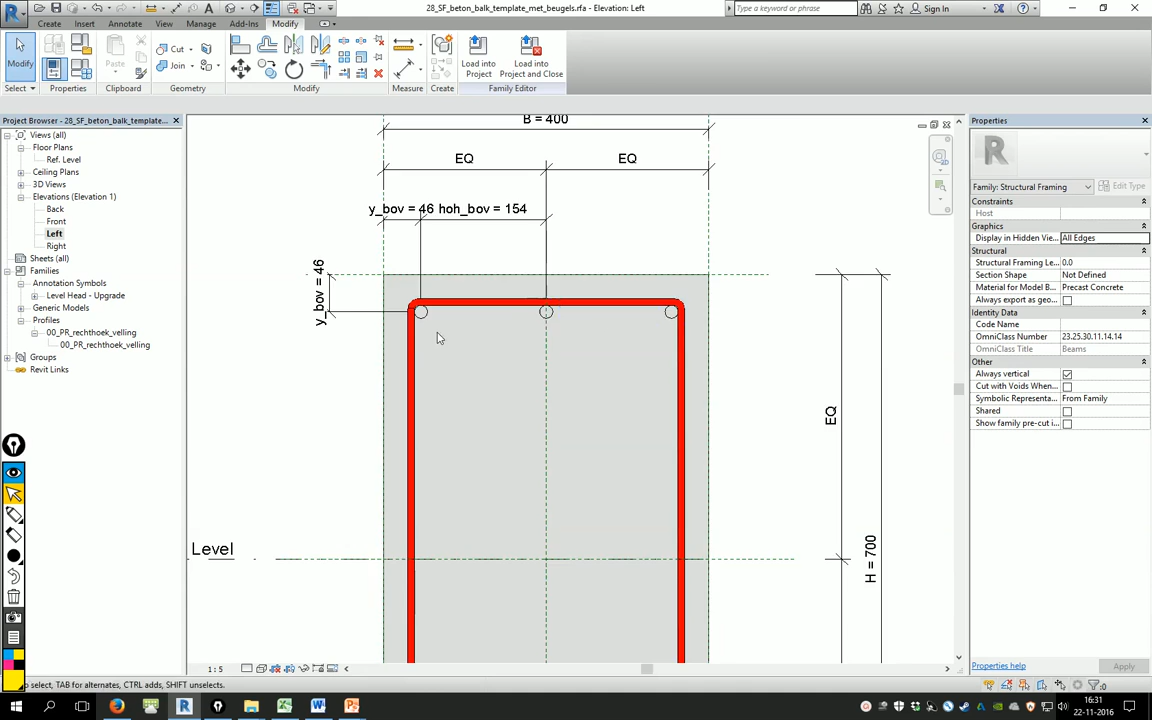 28_SF_beton_balk_template_met_beugels.rfa - Elevation: Left
Type a keyword or phrase
Sign In
Create
Insert
Annotate
View
Manage
Add-Ins
Modify
Modify
Paste
Cut
Join
Load into
Project
Load into
Project and Close
Select
Properties
Clipboard
Geometry
Modify
Measure
Create
Family Editor
Project Browser - 28_SF_beton_balk_template...
Views (all)
Floor Plans
Ref. Level
Ceiling Plans
3D Views
Elevations (Elevation 1)
Back
Front
Left
Right
Sheets (all)
Families
Annotation Symbols
Level Head - Upgrade
Generic Models
Profiles
00_PR_rechthoek_velling
00_PR_rechthoek_velling
Groups
Revit Links
B = 400
EQ
EQ
y_bov = 46
hoh_bov = 154
y_bov = 46
EQ
H = 700
Level
Properties
Family: Structural Framing
Edit Type
Constraints
Host
Graphics
Display in Hidden Vie...
All Edges
Structural
Structural Framing Le...
0.0
Section Shape
Not Defined
Material for Model B...
Precast Concrete
Always export as geo...
Identity Data
Code Name
OmniClass Number
23.25.30.11.14.14
OmniClass Title
Beams
Other
Always vertical
Cut with Voids When...
Symbolic Representa...
From Family
Shared
Show family pre-cut i...
Properties help
Apply
1 : 5
o select, TAB for alternates, CTRL adds, SHIFT unselects.
:0
16:31
22-11-2016